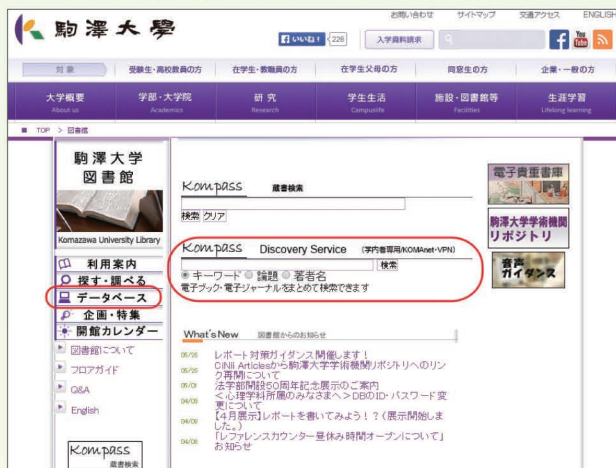 お問い合わせ サイトマップ 交通アクセス ENGLISH
駒澤大學
いいね! 226
入学資料請求
You Tube
対象 受験生・高校教員の方 在学生・教職員の方 在学生父母の方 同窓生の方 企業・一般の方
大学概要 学部・大学院 研究 学生生活 施設・図書館等 生涯学習
About us Academics Research Campuslife Facilities Lifelong learning
TOP > 図書館
駒澤大学
図書館
Komazawa University Library
利用案内
探す・調べる
データベース
企画・特集
開館カレンダー
図書館について
フロアガイド
Q&A
English
Kompass
蔵書検索
Kompass 蔵書検索
検索 クリア
Kompass Discovery Service (学内者専用/KOMAnet-VPN)
検索
キーワード 論題 著者名
電子ブック・電子ジャーナルをまとめて検索できます
What's New 図書館からのお知らせ
05/26 レポート対策ガイダンス開催します!
05/25 CiNii Articlesから駒澤大学学術機関リポジトリへのリン
ク再開について
05/01 法学部開設50周年記念展示のご案内
04/09 <心理学科所属のみなさまへ>DBのID・パスワード変
更について
04/09 【4月展示】レポートを書いてみよう!?(展示開始しま
した。)
04/08 「レファレンスカウンター昼休み時間オープンについて」
お知らせ
電子貴重書庫
駒澤大学学術機関
リポジトリ
音声
ガイダンス